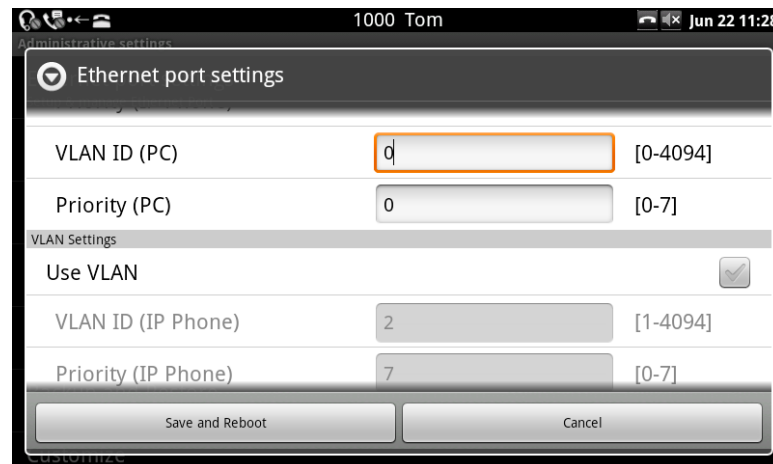 1000 Tom Jun 22 11:28
Administrative settings
Ethernet port settings
VLAN ID (PC) 0 [0-4094]
Priority (PC) 0 [0-7]
VLAN Settings
Use VLAN
VLAN ID (IP Phone) 2 [1-4094]
Priority (IP Phone) 7 [0-7]
Save and Reboot Cancel
Customize